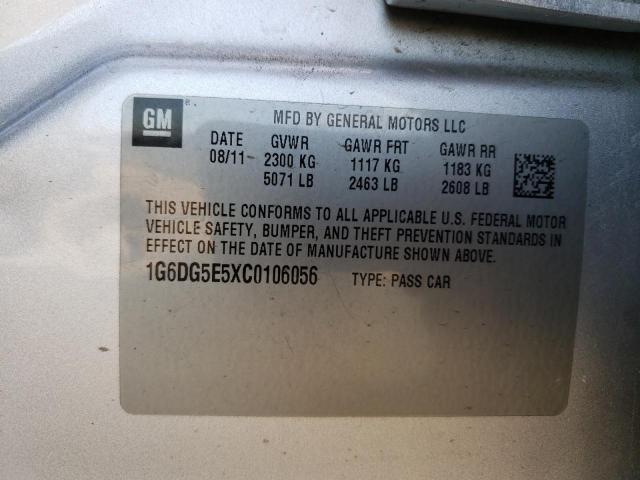 GM
MFD BY GENERAL MOTORS LLC
DATE GVWR GAWR FRT GAWR RR
08/11 2300 KG 1117 KG 1183 KG
5071 LB 2463 LB 2608 LB
THIS VEHICLE CONFORMS TO ALL APPLICABLE U.S. FEDERAL MOTOR
VEHICLE SAFETY, BUMPER, AND THEFT PREVENTION STANDARDS IN
EFFECT ON THE DATE OF MANUFACTURE SHOWN ABOVE.
1G6DG5E5XC0106056 TYPE: PASS CAR